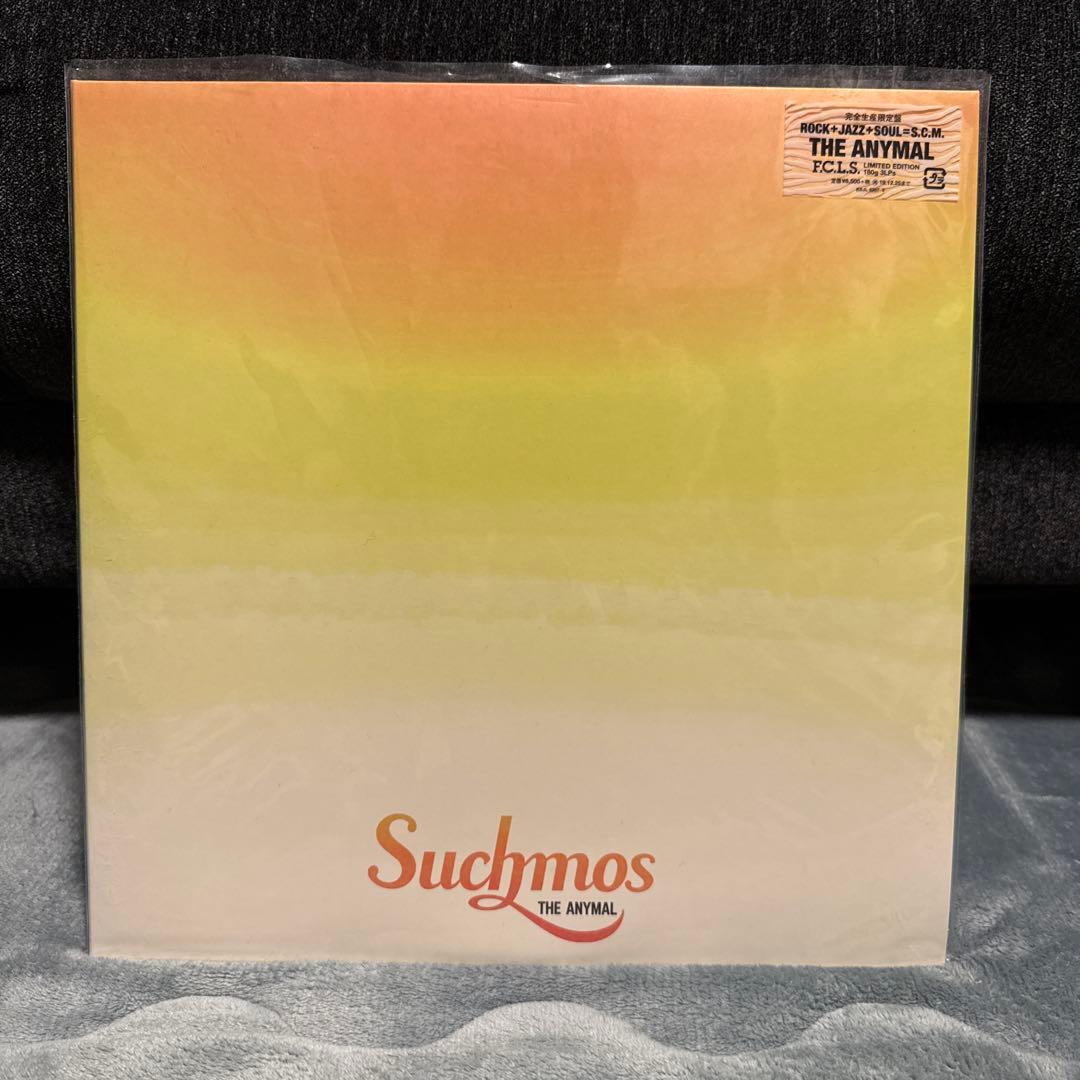 完全生産限定盤
ROCK+JAZZ+SOUL=S.C.M.
THE ANYMAL
F.C.L.S. LIMITED EDITION
180g 3LPs
Suchmos
THE ANYMAL